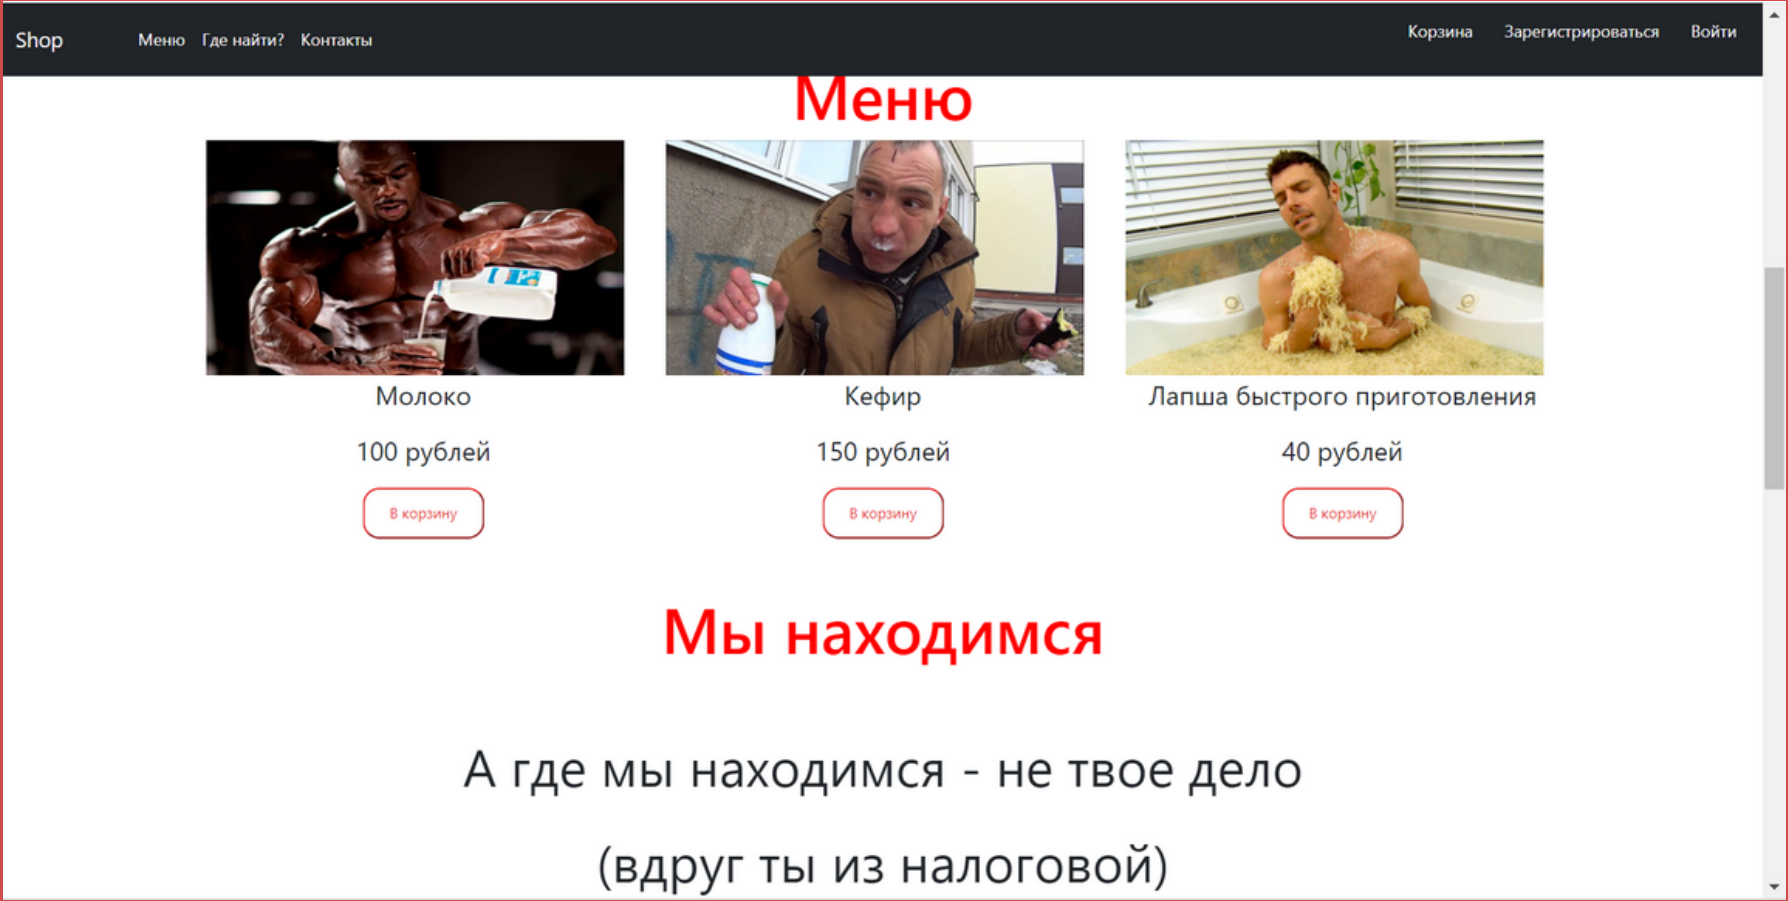 Shop Меню Где найти? Контакты Корзина Зарегистрироваться Войти
Меню
Молоко Кефир Лапша быстрого приготовления
100 рублей 150 рублей 40 рублей
В корзину В корзину В корзину
Мы находимся
А где мы находимся - не твое дело
(вдруг ты из налоговой)